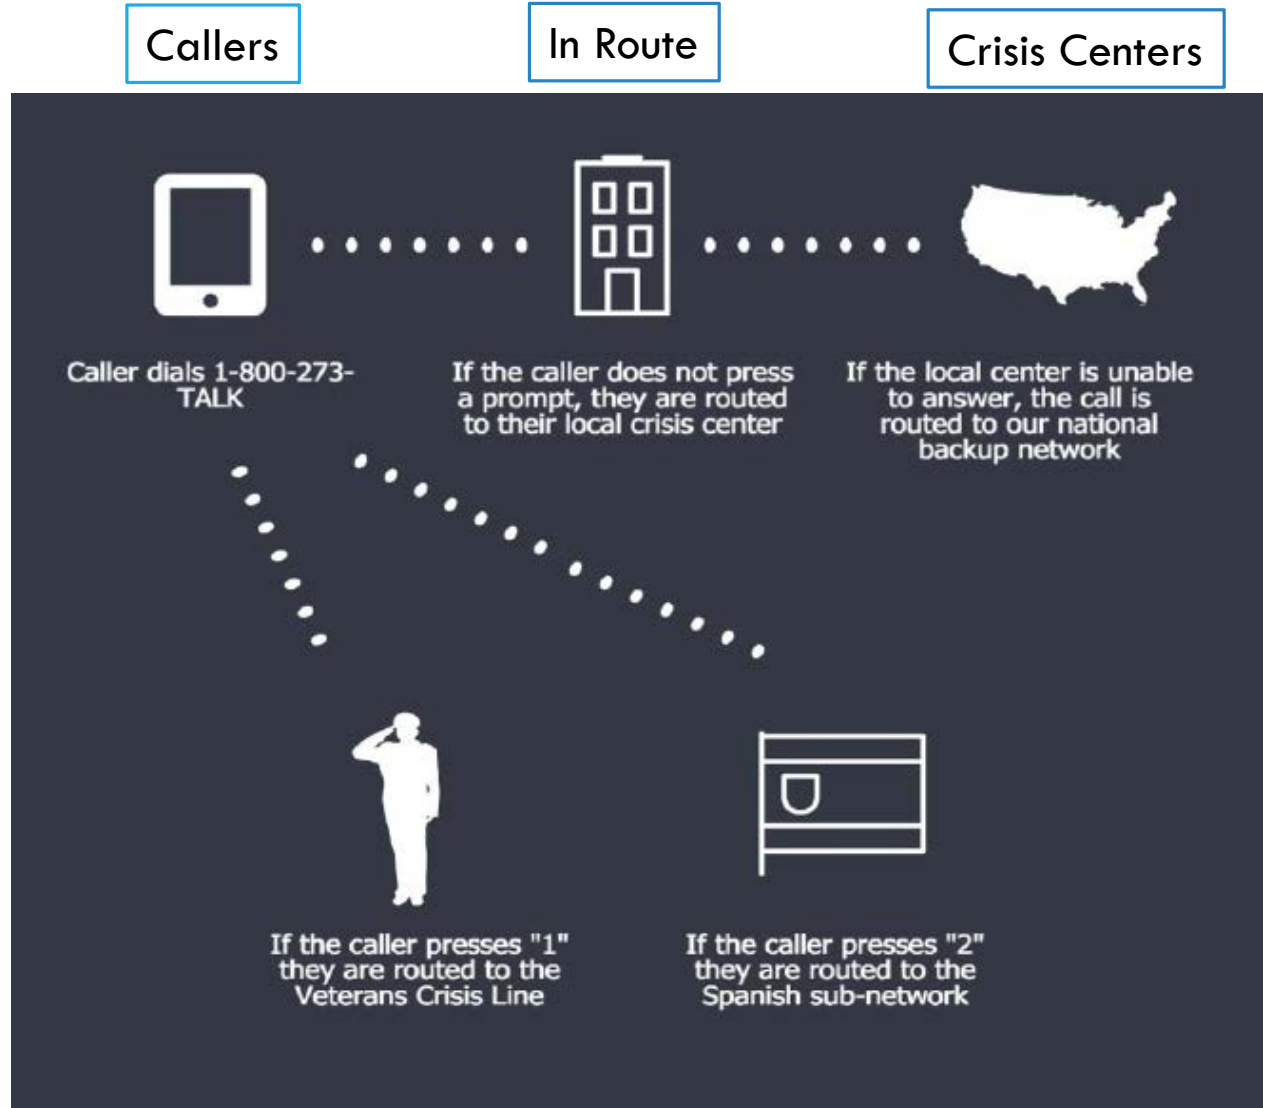 Callers
In Route
Crisis Centers
Caller dials 1-800-273-
TALK
If the caller does not press
a prompt, they are routed
to their local crisis center
If the local center is unable
to answer, the call is
routed to our national
backup network
If the caller presses "1"
they are routed to the
Veterans Crisis Line
If the caller presses "2"
they are routed to the
Spanish sub-network